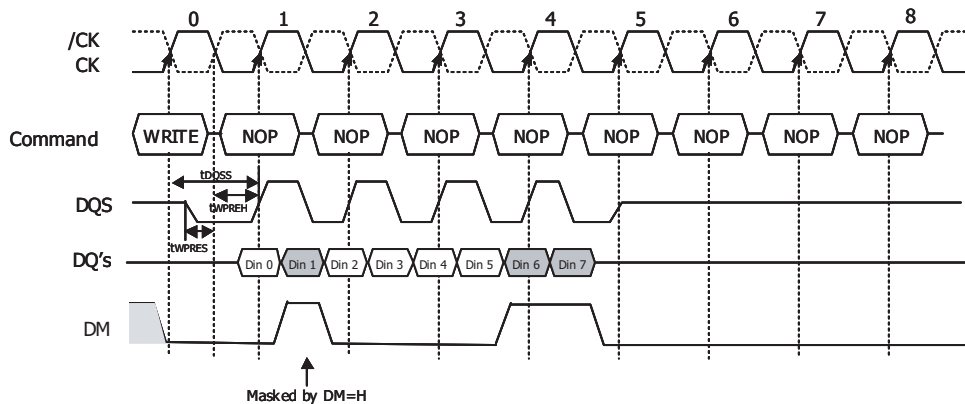 0 1 2 3 4 5 6 7 8
/CK
CK
Command WRITE NOP NOP NOP NOP NOP NOP NOP NOP
tDQSS
DQS tWPREH
tWPRES
DQ's Din 0 Din 1 Din 2 Din 3 Din 4 Din 5 Din 6 Din 7
DM
Masked by DM=H